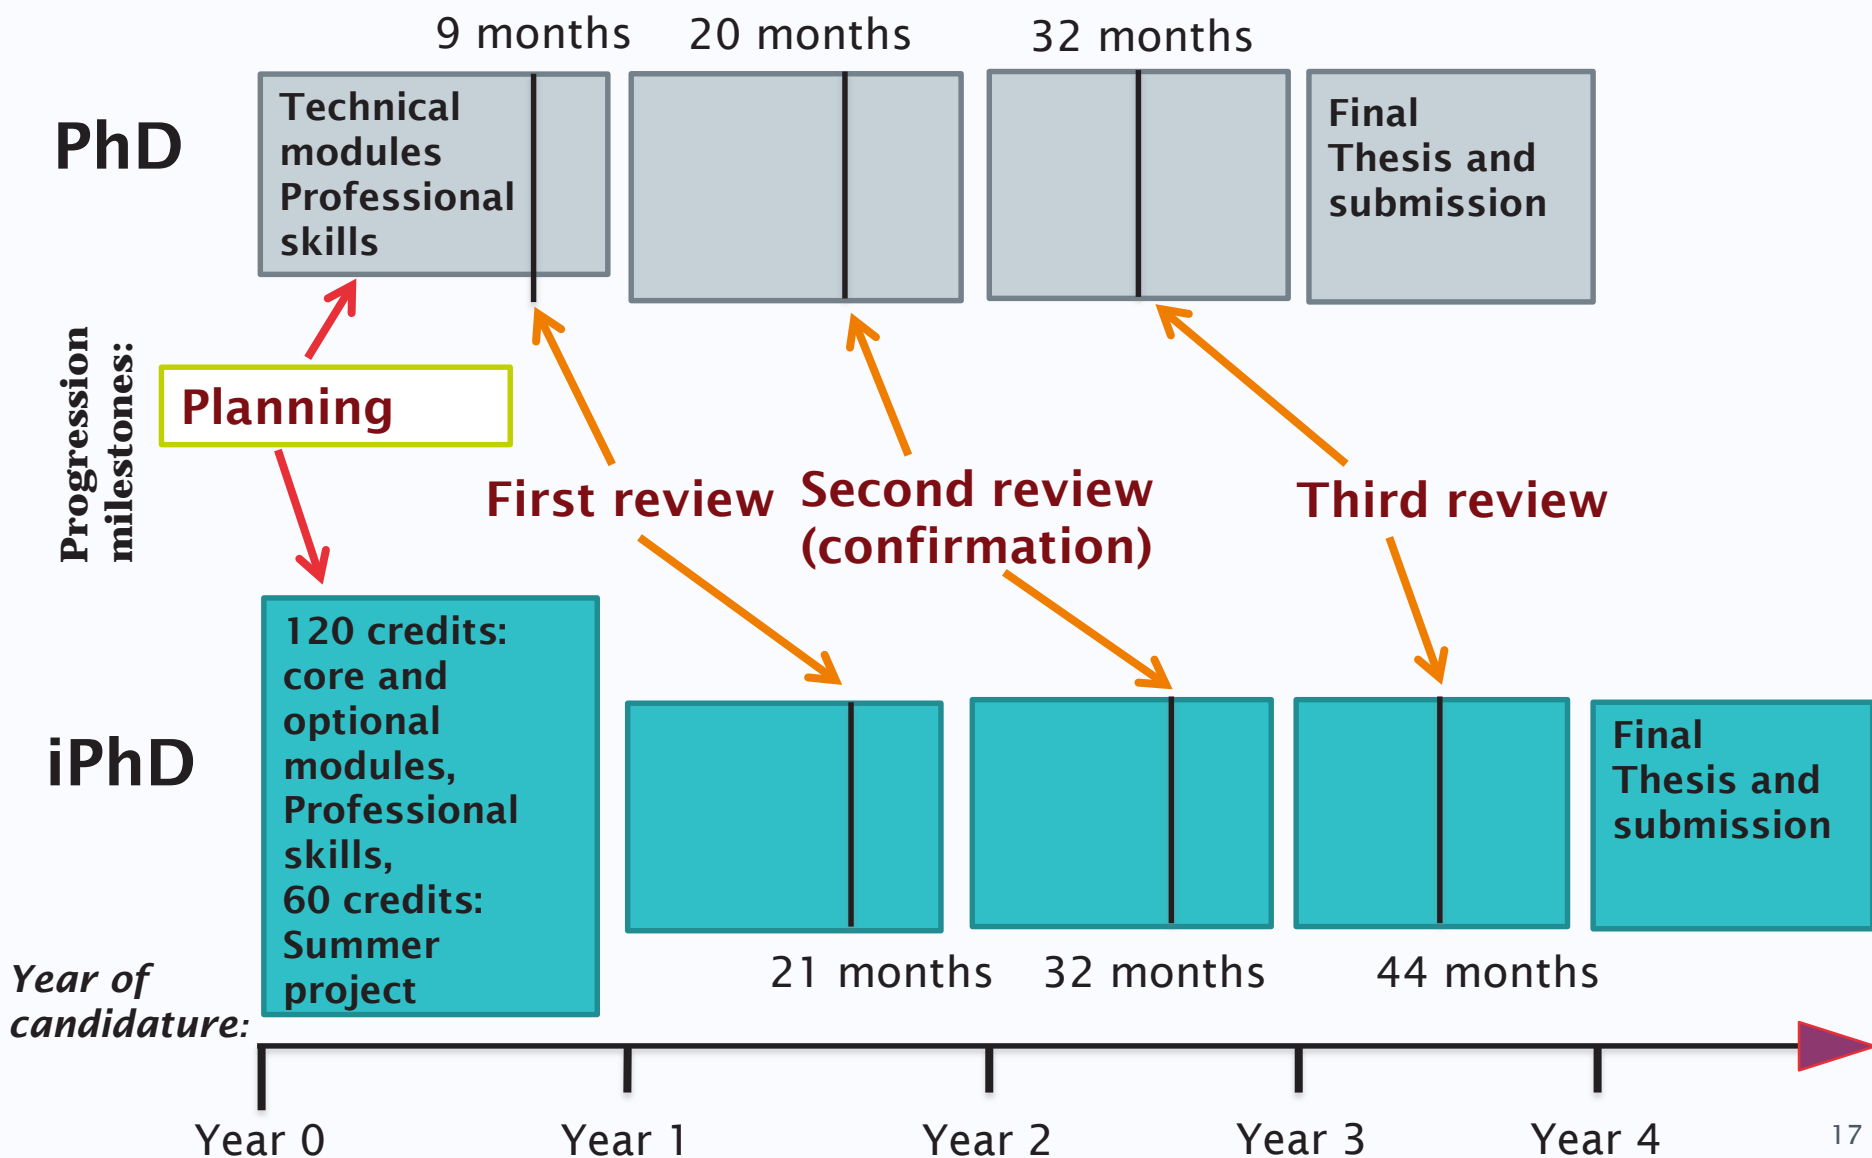 9 months
20 months
32 months
PhD
Technical
modules
Professional
skills
Final
Thesis and
submission
Progression
milestones:
Planning
First review
Second review
(confirmation)
Third review
iPhD
120 credits:
core and
optional
modules,
Professional
skills,
60 credits:
Summer
project
Final
Thesis and
submission
21 months
32 months
44 months
Year of
candidature:
Year 0
Year 1
Year 2
Year 3
Year 4
17